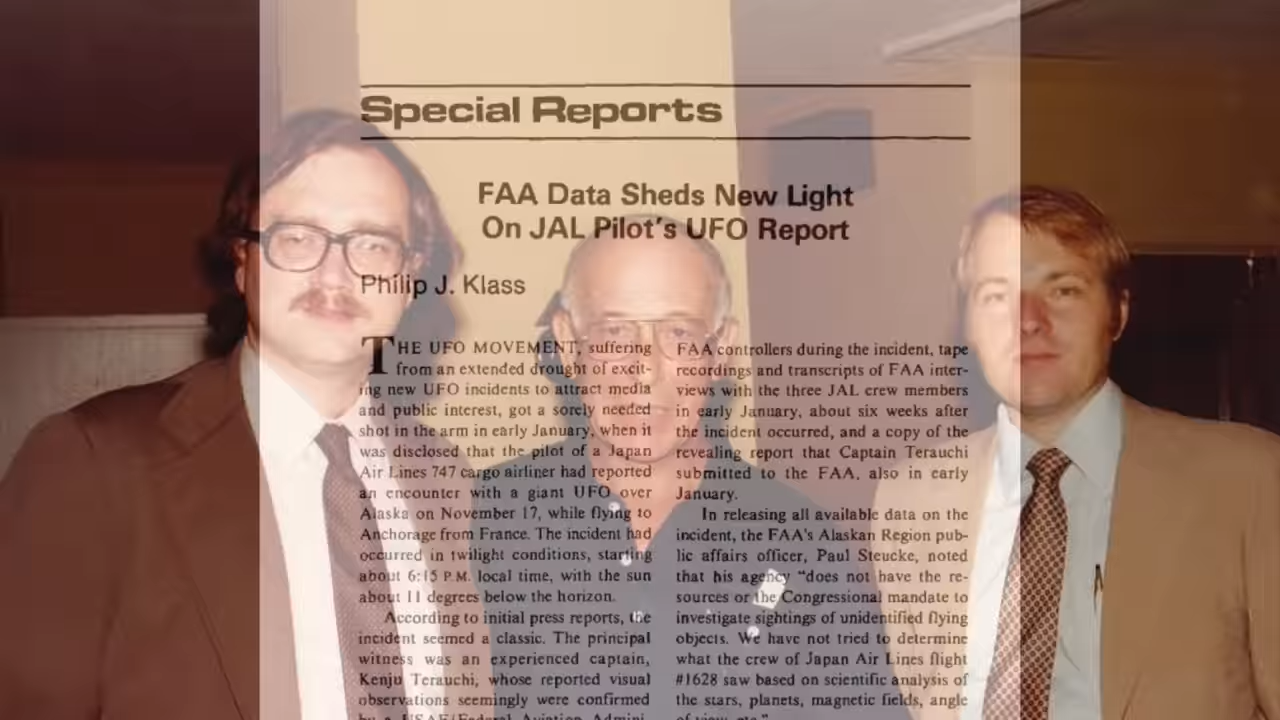 Special Reports
FAA Data Sheds New Light
On JAL Pilot's UFO Report
Philip J. Klass
THE UFO MOVEMENT, suffering
from an extended drought of excit-
ing new UFO incidents to attract media
and public interest, got a sorely needed
shot in the arm in early January, when it
was disclosed that the pilot of a Japan
Air Lines 747 cargo airliner had reported
an encounter with a giant UFO over
Alaska on November 17, while flying to
Anchorage from France. The incident had
occurred in twilight conditions, starting
about 6:15 P.M. local time, with the sun
about 11 degrees below the horizon.
According to initial press reports, the
incident seemed a classic. The principal
witness was an experienced captain,
Kenju Terauchi, whose reported visual
observations seemingly were confirmed
by a USAF/Federal Aviation Admini-
FAA controllers during the incident, tape
recordings and transcripts of FAA inter-
views with the three JAL crew members
in early January, about six weeks after
the incident occurred, and a copy of the
revealing report that Captain Terauchi
submitted to the FAA, also in early
January.
In releasing all available data on the
incident, the FAA's Alaskan Region pub-
lic affairs officer, Paul Steucke, noted
that his agency "does not have the re-
sources or the Congressional mandate to
investigate sightings of unidentified flying
objects. We have not tried to determine
what the crew of Japan Air Lines flight
#1628 saw based on scientific analysis of
the stars, planets, magnetic fields, angle
of view, etc."